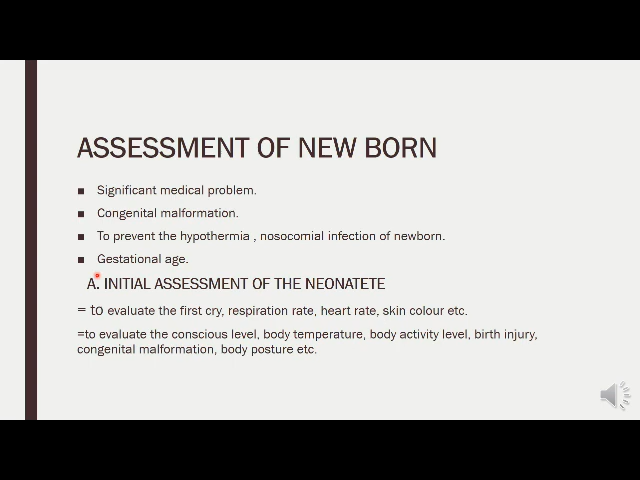 ASSESSMENT OF NEW BORN
■ Significant medical problem.
■ Congenital malformation.
■ To prevent the hypothermia , nosocomial infection of newborn.
■ Gestational age.
A. INITIAL ASSESSMENT OF THE NEONATETE
= to evaluate the first cry, respiration rate, heart rate, skin colour etc.
=to evaluate the conscious level, body temperature, body activity level, birth injury,
congenital malformation, body posture etc.